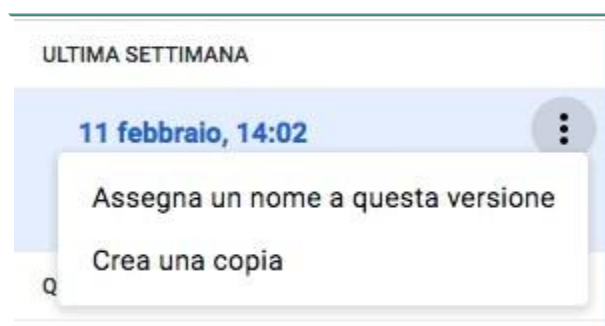 ULTIMA SETTIMANA
11 febbraio, 14:02
Assegna un nome a questa versione
Crea una copia
Q